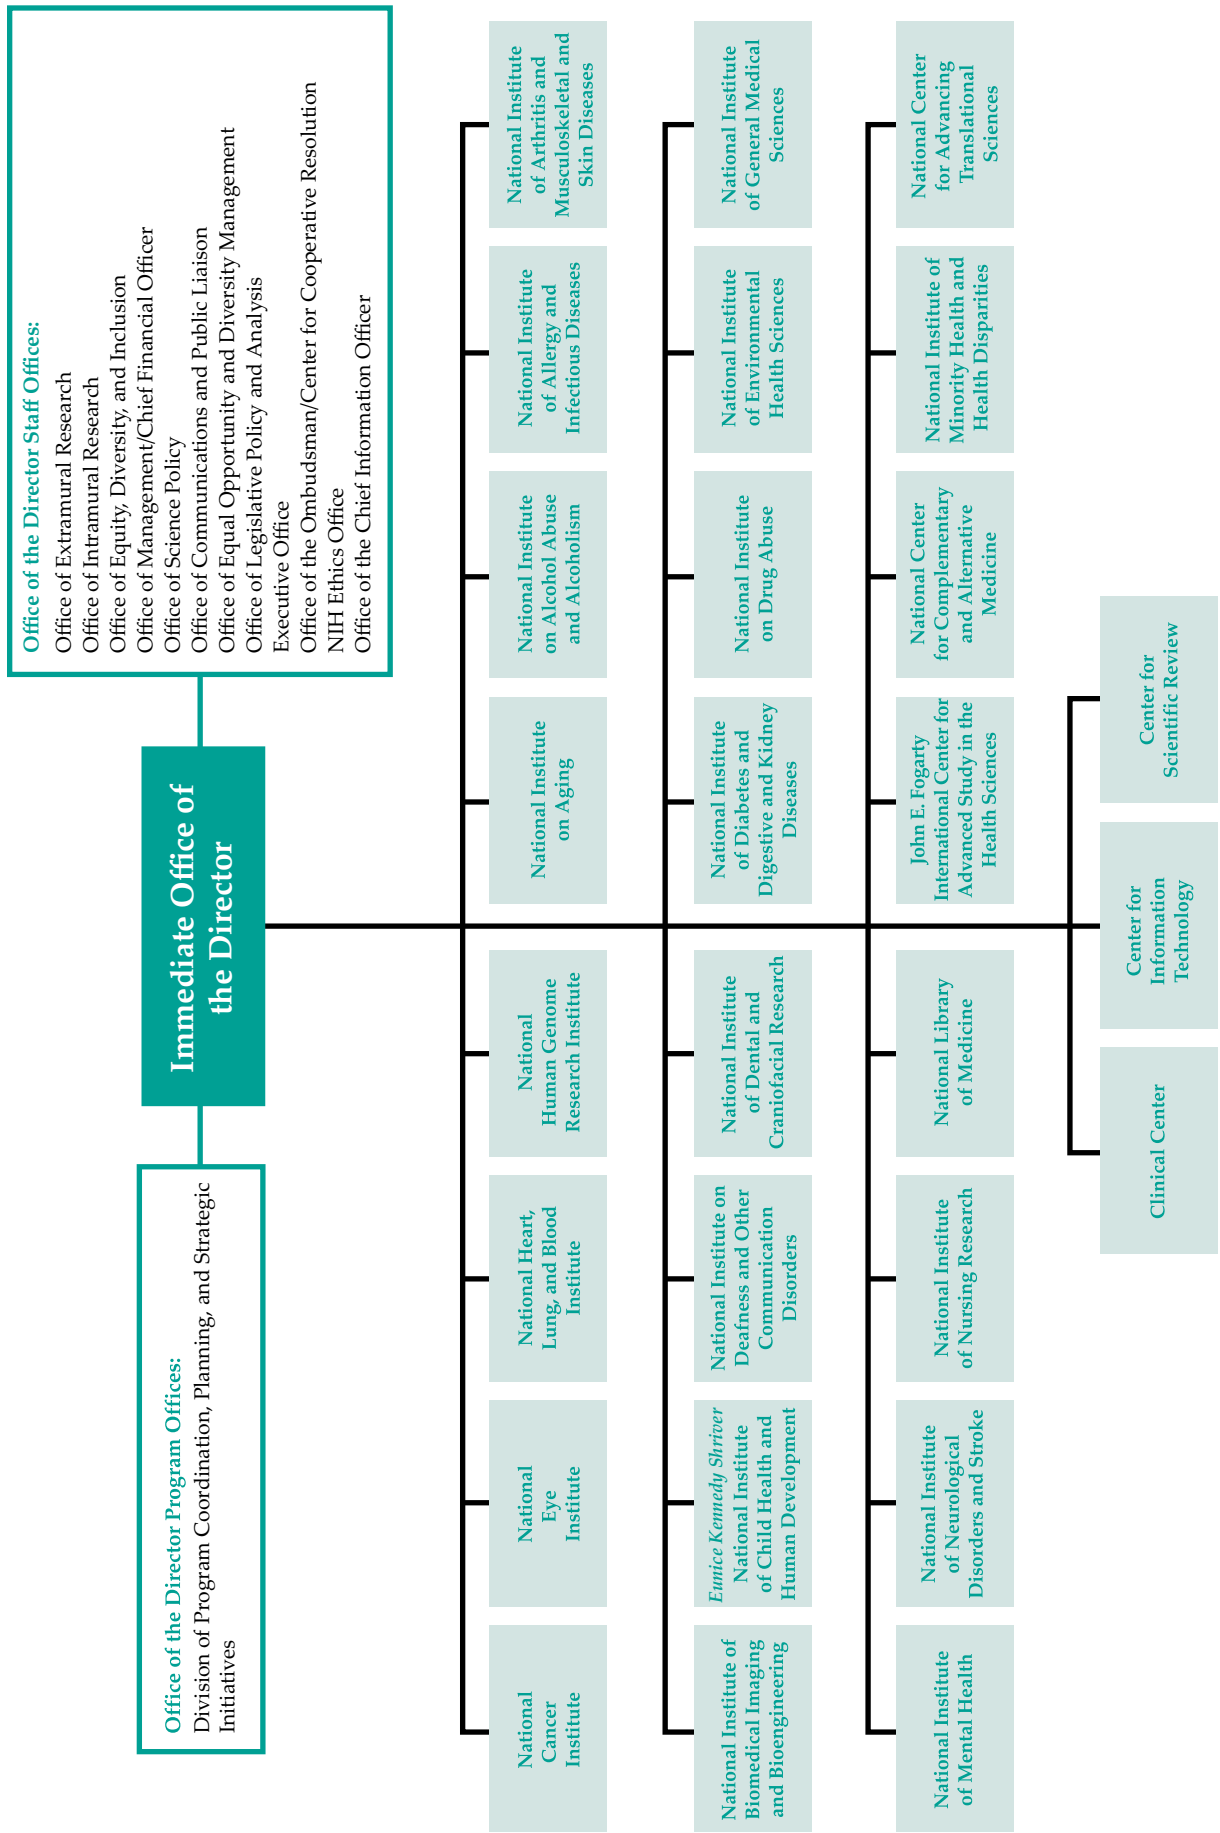 Immediate Office of
the Director
Office of the Director Program Offices:
Division of Program Coordination, Planning, and Strategic
Initiatives
Office of the Director Staff Offices:
Office of Extramural Research
Office of Intramural Research
Office of Equity, Diversity, and Inclusion
Office of Management/Chief Financial Officer
Office of Science Policy
Office of Communications and Public Liaison
Office of Equal Opportunity and Diversity Management
Office of Legislative Policy and Analysis
Executive Office
Office of the Ombudsman/Center for Cooperative Resolution
NIH Ethics Office
Office of the Chief Information Officer
National
Cancer
Institute
National
Eye
Institute
National Heart,
Lung, and Blood
Institute
National
Human Genome
Research Institute
National Institute
on Aging
National Institute
on Alcohol Abuse
and Alcoholism
National Institute
of Allergy and
Infectious Diseases
National Institute
of Arthritis and
Musculoskeletal and
Skin Diseases
National Institute of
Biomedical Imaging
and Bioengineering
Eunice Kennedy Shriver
National Institute
of Child Health and
Human Development
National Institute on
Deafness and Other
Communication
Disorders
National Institute
of Dental and
Craniofacial Research
National Institute
of Diabetes and
Digestive and Kidney
Diseases
National Institute
on Drug Abuse
National Institute
of Environmental
Health Sciences
National Institute
of General Medical
Sciences
National Institute
of Mental Health
National Institute
of Neurological
Disorders and Stroke
National Institute
of Nursing Research
National Library
of Medicine
John E. Fogarty
International Center for
Advanced Study in the
Health Sciences
National Center
for Complementary
and Alternative
Medicine
National Institute of
Minority Health and
Health Disparities
National Center
for Advancing
Translational
Sciences
Clinical Center
Center for
Information
Technology
Center for
Scientific Review